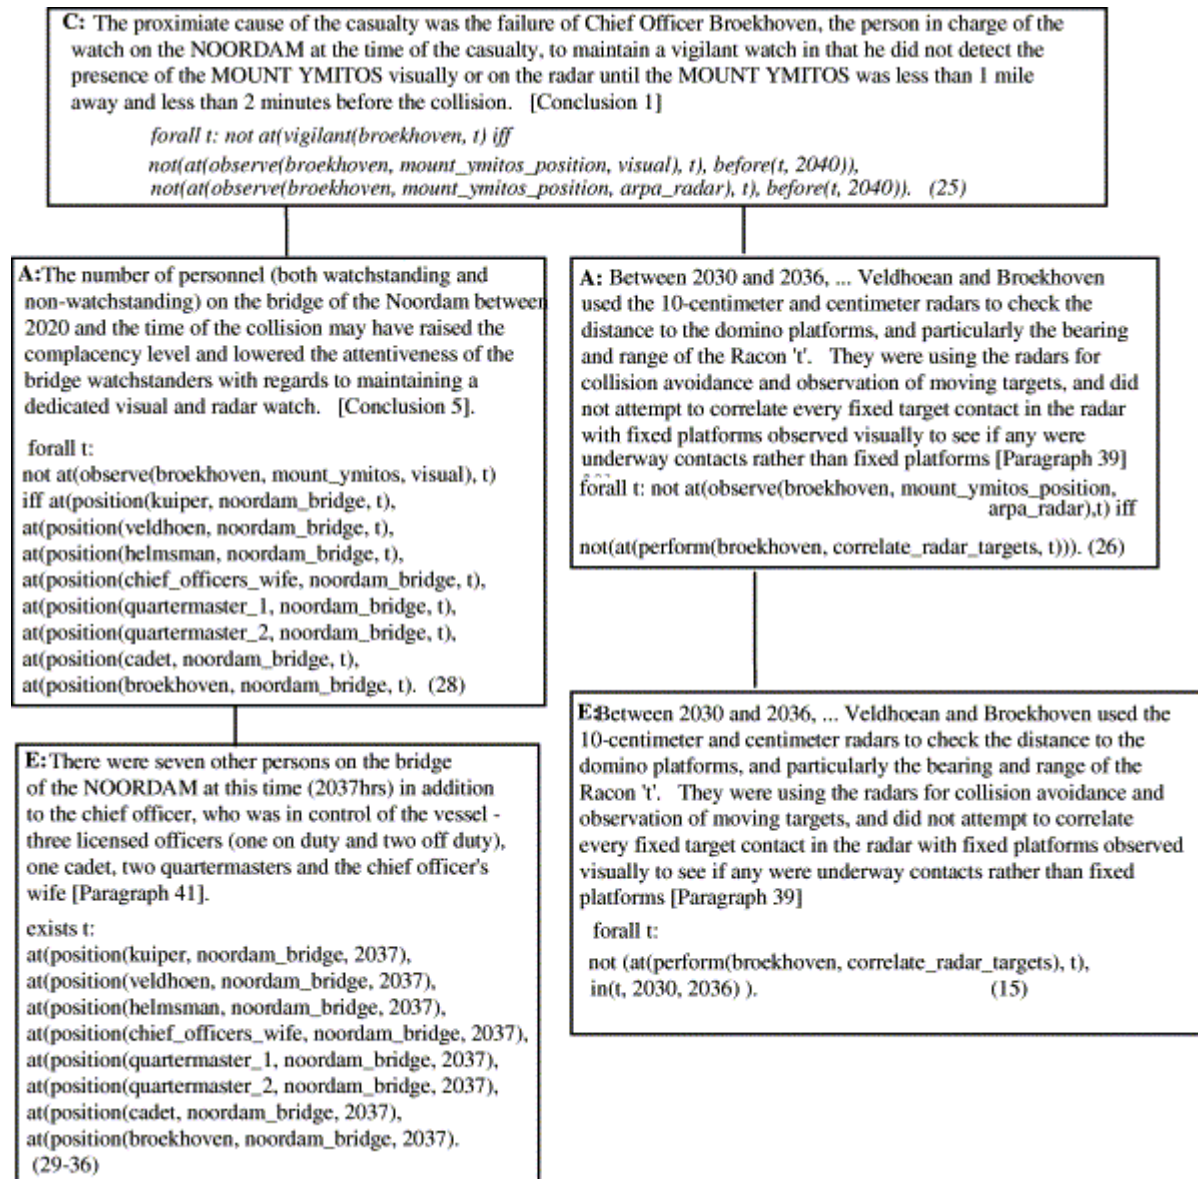 C: The proximiate cause of the casualty was the failure of Chief Officer Broekhoven, the person in charge of the
watch on the NOORDAM at the time of the casualty, to maintain a vigilant watch in that he did not detect the
presence of the MOUNT YMITOS visually or on the radar until the MOUNT YMITOS was less than 1 mile
away and less than 2 minutes before the collision. [Conclusion 1]
forall t: not at(vigilant(broekhoven, t) iff
not(at(observe(broekhoven, mount_ymitos_position, visual), t), before(t, 2040)),
not(at(observe(broekhoven, mount_ymitos_position, arpa_radar), t), before(t, 2040)). (25)
A:The number of personnel (both watchstanding and
non-watchstanding) on the bridge of the Noordam between
2020 and the time of the collision may have raised the
complacency level and lowered the attentiveness of the
bridge watchstanders with regards to maintaining a
dedicated visual and radar watch. [Conclusion 5].
forall t:
not at(observe(broekhoven, mount_ymitos, visual), t)
iff at(position(kuiper, noordam_bridge, t),
at(position(veldhoen, noordam_bridge, t),
at(position(helmsman, noordam_bridge, t),
at(position(chief_officers_wife, noordam_bridge, t),
at(position(quartermaster_1, noordam_bridge, t),
at(position(quartermaster_2, noordam_bridge, t),
at(position(cadet, noordam_bridge, t),
at(position(broekhoven, noordam_bridge, t). (28)
E: There were seven other persons on the bridge
of the NOORDAM at this time (2037hrs) in addition
to the chief officer, who was in control of the vessel -
three licensed officers (one on duty and two off duty),
one cadet, two quartermasters and the chief officer's
wife [Paragraph 41].
exists t:
at(position(kuiper, noordam_bridge, 2037),
at(position(veldhoen, noordam_bridge, 2037),
at(position(helmsman, noordam_bridge, 2037),
at(position(chief_officers_wife, noordam_bridge, 2037),
at(position(quartermaster_1, noordam_bridge, 2037),
at(position(quartermaster_2, noordam_bridge, 2037),
at(position(cadet, noordam_bridge, 2037),
at(position(broekhoven, noordam_bridge, 2037).
(29-36)
A: Between 2030 and 2036, ... Veldhoean and Broekhoven
used the 10-centimeter and centimeter radars to check the
distance to the domino platforms, and particularly the bearing
and range of the Racon 't'. They were using the radars for
collision avoidance and observation of moving targets, and did
not attempt to correlate every fixed target contact in the radar
with fixed platforms observed visually to see if any were
underway contacts rather than fixed platforms [Paragraph 39]
forall t: not at(observe(broekhoven, mount_ymitos_position,
arpa_radar),t) iff
not(at(perform(broekhoven, correlate_radar_targets, t))). (26)
E:Between 2030 and 2036, ... Veldhoean and Broekhoven used the
10-centimeter and centimeter radars to check the distance to the
domino platforms, and particularly the bearing and range of the
Racon 't'. They were using the radars for collision avoidance and
observation of moving targets, and did not attempt to correlate
every fixed target contact in the radar with fixed platforms observed
visually to see if any were underway contacts rather than fixed
platforms [Paragraph 39]
forall t:
not (at(perform(broekhoven, correlate_radar_targets), t),
in(t, 2030, 2036) ). (15)